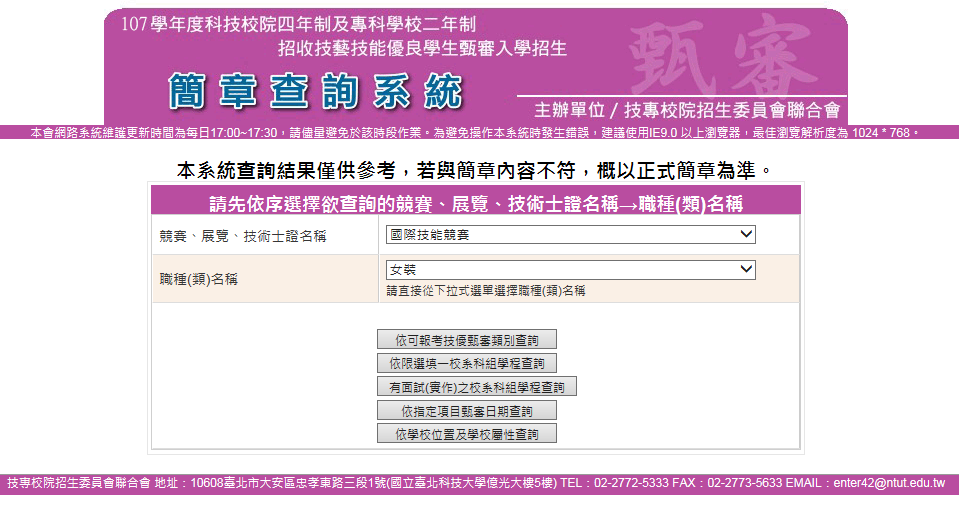 107學年度科技校院四年制及專科學校二年制
招收技藝技能優良學生甄審入學招生
甄審
簡章查詢系統
主辦單位 / 技專校院招生委員會聯合會
本會網路系統維護更新時間為每日17:00~17:30，請儘量避免於該時段作業。為避免操作本系統時發生錯誤，建議使用IE9.0 以上瀏覽器，最佳瀏覽解析度為 1024 * 768。
本系統查詢結果僅供參考，若與簡章內容不符，概以正式簡章為準。
請先依序選擇欲查詢的競賽、展覽、技術士證名稱→職種(類)名稱
競賽、展覽、技術士證名稱
國際技能競賽
職種(類)名稱
女裝
請直接從下拉式選單選擇職種(類)名稱
依可報考技優甄審類別查詢
依限選填一校系科組學程查詢
有面試(實作)之校系科組學程查詢
依指定項目甄審日期查詢
依學校位置及學校屬性查詢
技專校院招生委員會聯合會 地址：10608臺北市大安區忠孝東路三段1號(國立臺北科技大學億光大樓5樓) TEL：02-2772-5333 FAX：02-2773-5633 EMAIL：enter42@ntut.edu.tw